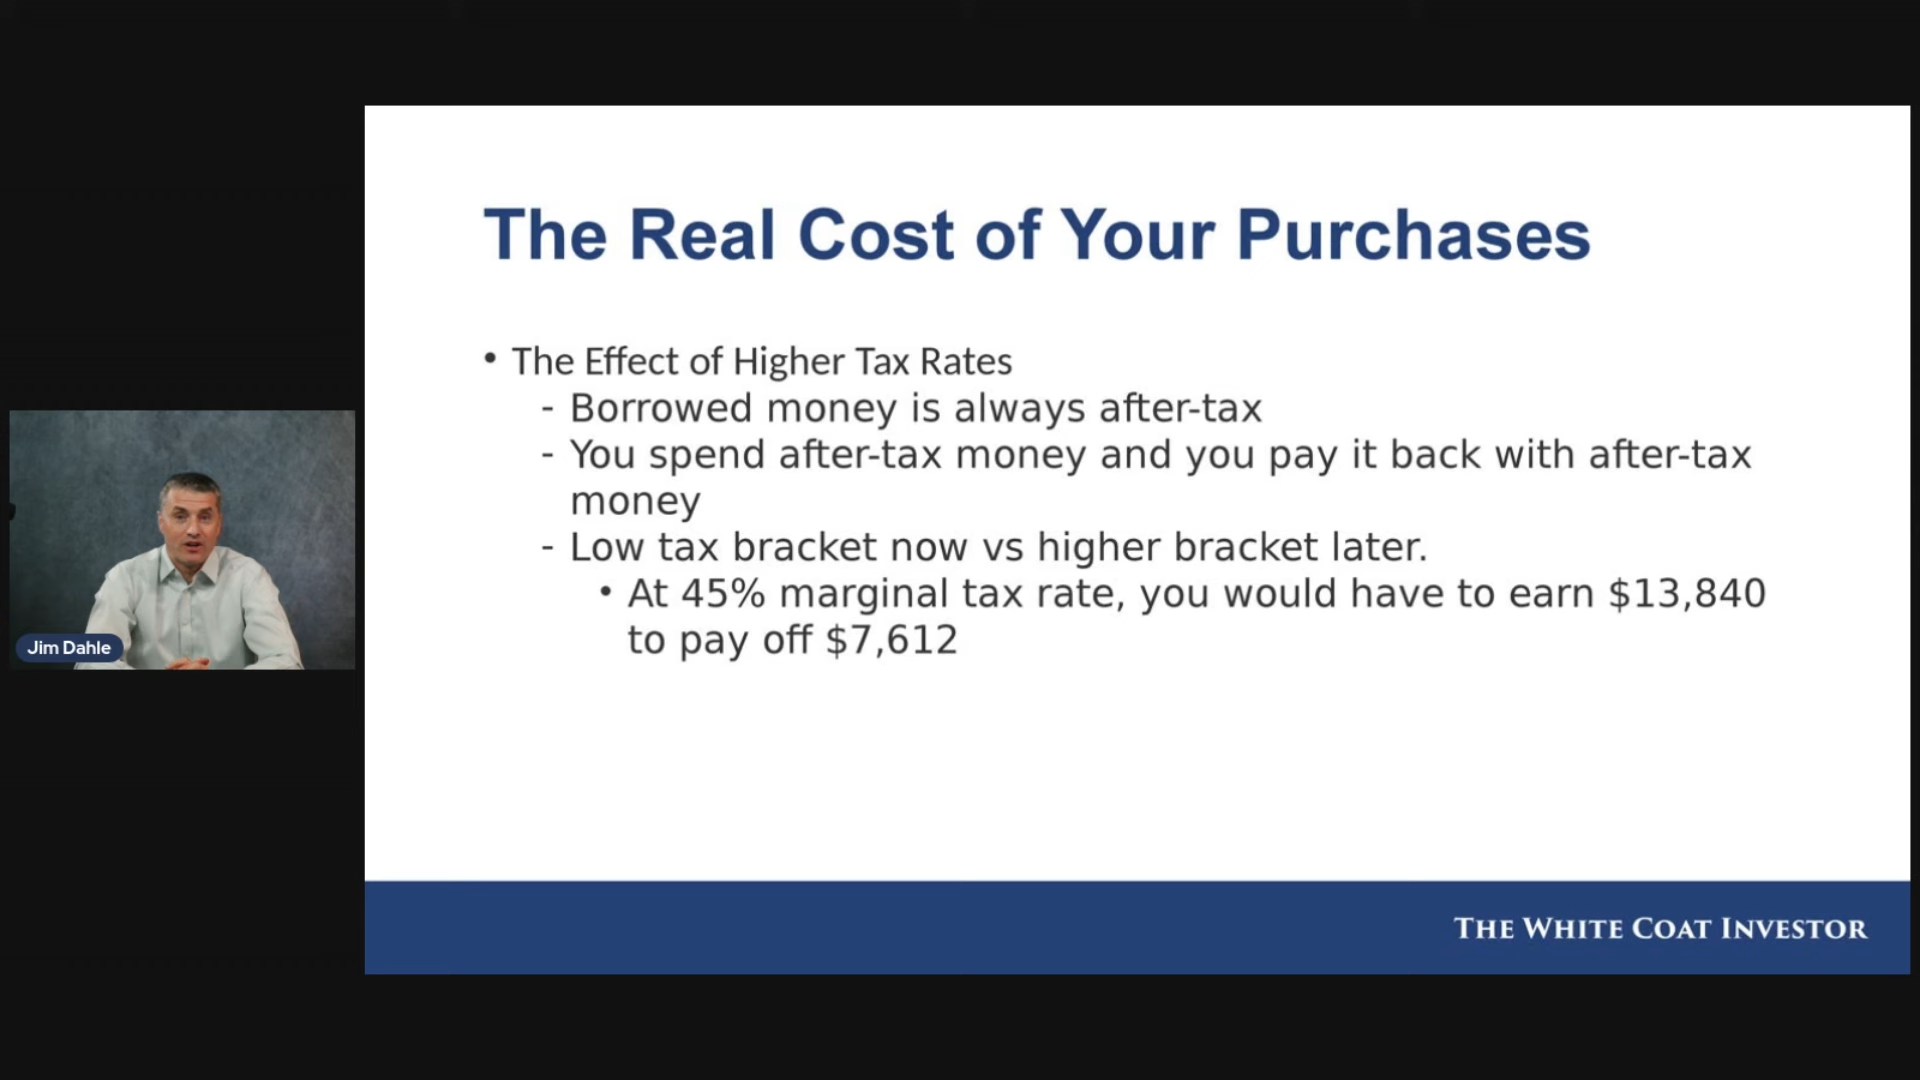 The Real Cost of Your Purchases
• The Effect of Higher Tax Rates
- Borrowed money is always after-tax
- You spend after-tax money and you pay it back with after-tax
money
- Low tax bracket now vs higher bracket later.
• At 45% marginal tax rate, you would have to earn $13,840
to pay off $7,612
Jim Dahle
THE WHITE COAT INVESTOR